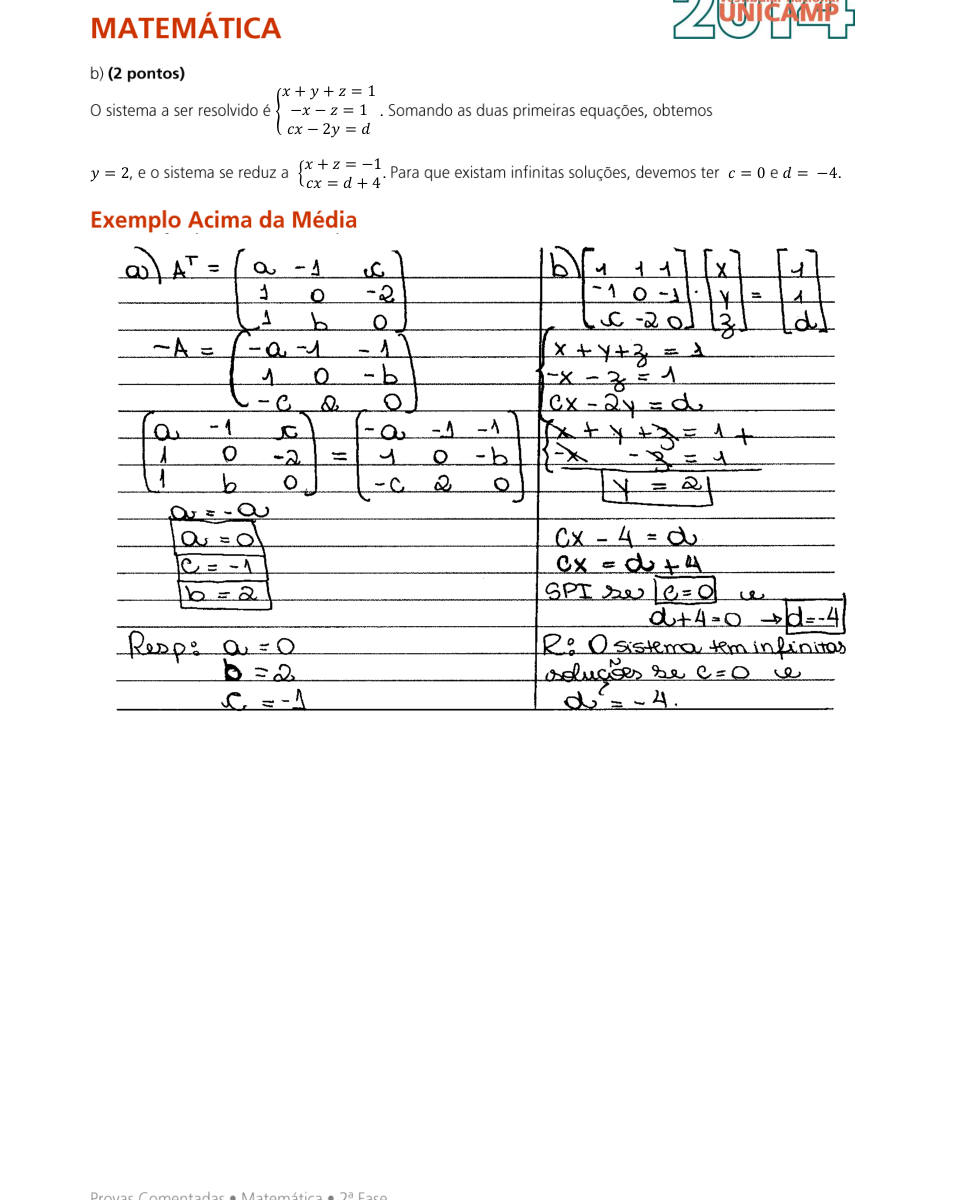 MATEMÁTICA
2014
UNICAMP
b) (2 pontos)
O sistema a ser resolvido é { x + y + z = 1
−x − z = 1
cx − 2y = d . Somando as duas primeiras equações, obtemos
y = 2, e o sistema se reduz a { x + z = −1
cx = d + 4 . Para que existam infinitas soluções, devemos ter c = 0 e d = −4.
Exemplo Acima da Média
a) Aᵀ = ( a -1 c
1 0 -2
1 b 0 )
-A = ( -a -1 -1
1 0 -b
-c 2 0 )
( a -1 c
1 0 -2
1 b 0 ) = ( -a -1 -1
1 0 -b
-c 2 0 )
a = -a
a = 0
c = -1
b = 2
Resp: a = 0
b = 2
c = -1
b) [ 1 1 1
-1 0 -1
c -2 0 ] . [ x
y
z ] = [ 1
1
d ]
{ x + y + z = 1
-x - z = 1
cx - 2y = d
{ x + y + z = 1 +
-x - z = 1
y = 2
cx - 4 = d
cx = d + 4
SPI se c = 0 e
d + 4 = 0 → d = -4
R: O sistema tem infinitas
soluções se c = 0 e
d = -4.
Provas Comentadas • Matemática • 2ª Fase